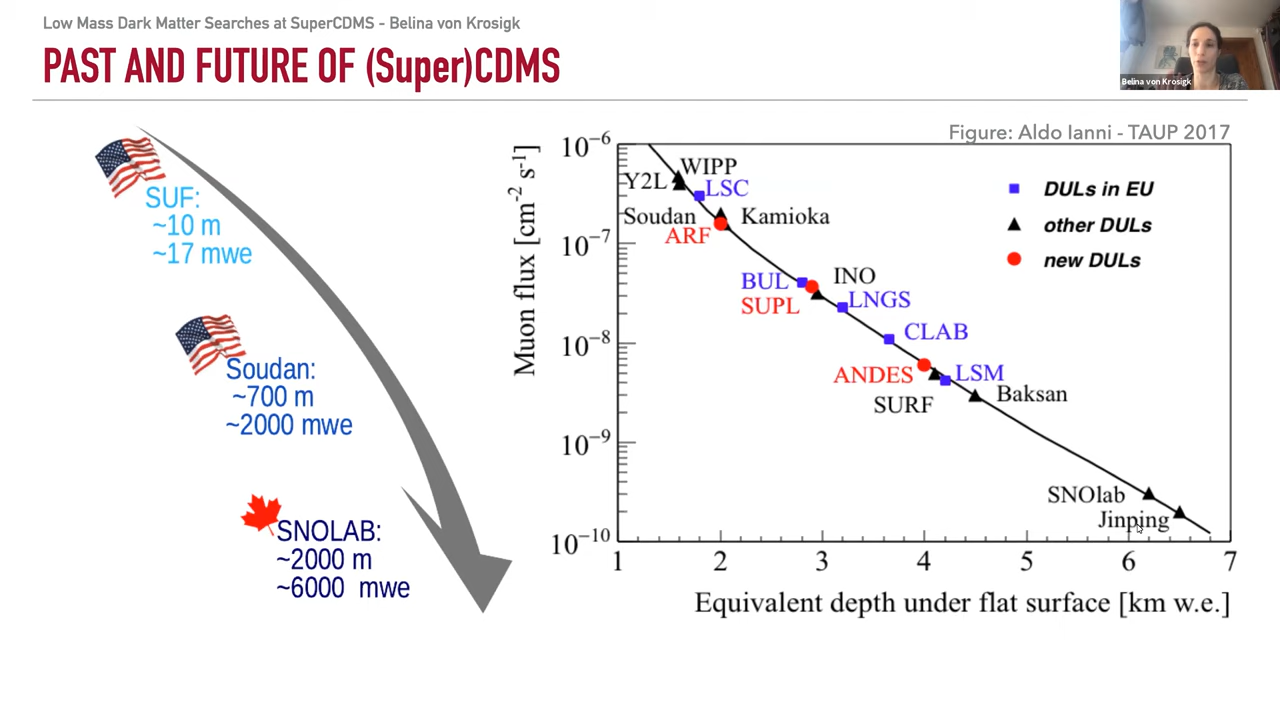 Low Mass Dark Matter Searches at SuperCDMS - Belina von Krosigk
PAST AND FUTURE OF (Super)CDMS
Belina von Krosigk
SUF:
~10 m
~17 mwe
Soudan:
~700 m
~2000 mwe
SNOLAB:
~2000 m
~6000 mwe
Figure: Aldo Ianni - TAUP 2017
Muon flux [cm⁻² s⁻¹]
10⁻⁶
10⁻⁷
10⁻⁸
10⁻⁹
10⁻¹⁰
WIPP
Y2L
LSC
Soudan
Kamioka
ARF
BUL
INO
SUPL
LNGS
CLAB
ANDES
LSM
SURF
Baksan
SNOlab
Jinping
DULs in EU
other DULs
new DULs
1 2 3 4 5 6 7
Equivalent depth under flat surface [km w.e.]